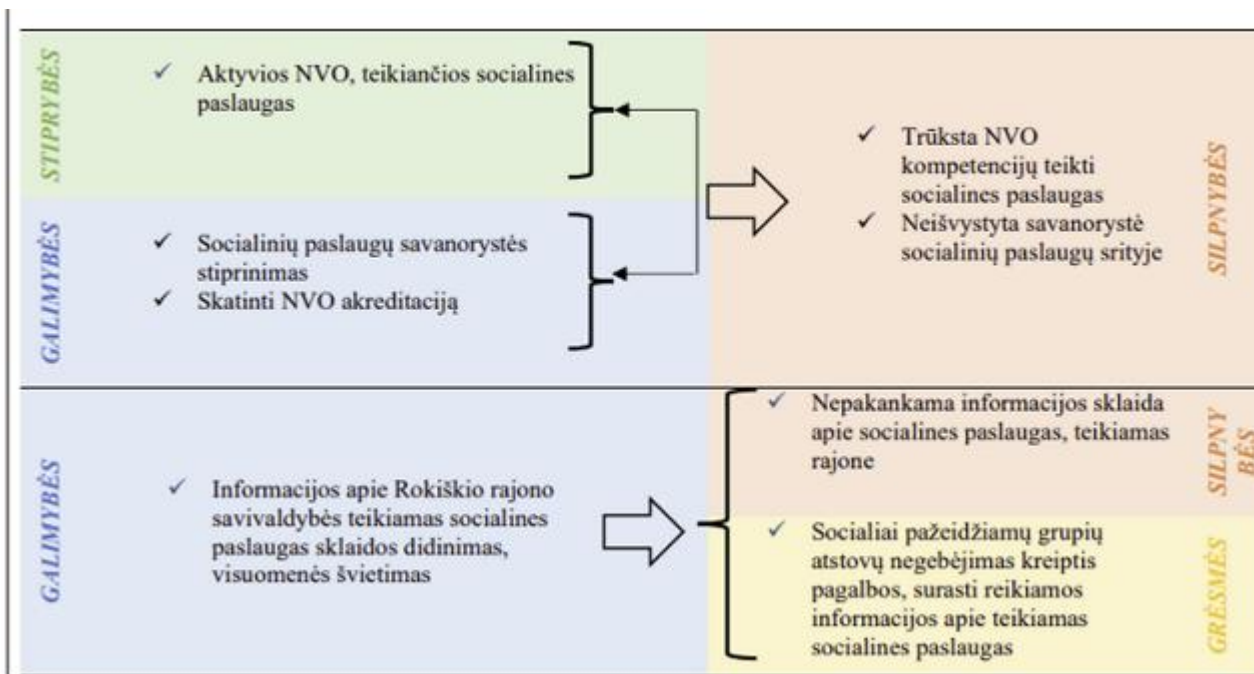 STIPRYBĖS
Aktyvios NVO, teikiančios socialines
paslaugas
GALIMYBĖS
Socialinių paslaugų savanorystės
stiprinimas
Skatinti NVO akreditaciją
Trūksta NVO
kompetencijų teikti
socialines paslaugas
Neišvystyta savanorystė
socialinių paslaugų srityje
SILPNYBĖS
GALIMYBĖS
Informacijos apie Rokiškio rajono
savivaldybės teikiamas socialines
paslaugas sklaidos didinimas,
visuomenės švietimas
Nepakankama informacijos sklaida
apie socialines paslaugas, teikiamas
rajone
SILPNY
BĖS
Socialiai pažeidžiamų grupių
atstovų negebėjimas kreiptis
pagalbos, surasti reikiamos
informacijos apie teikiamas
socialines paslaugas
GRĖSMĖS